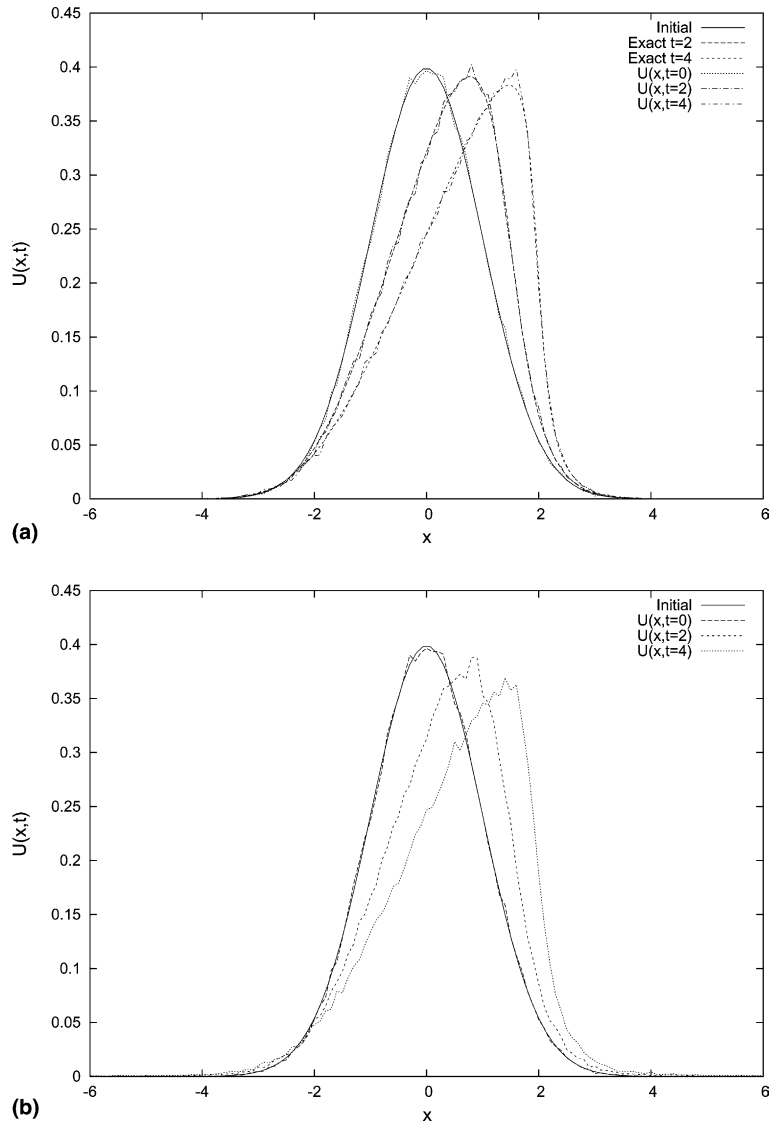 0.45
0.4
0.35
0.3
0.25
0.2
0.15
0.1
0.05
0
U(x,t)
Initial
Exact t=2
Exact t=4
U(x,t=0)
U(x,t=2)
U(x,t=4)
-6 -4 -2 0 2 4 6
x
(a)
0.45
0.4
0.35
0.3
0.25
0.2
0.15
0.1
0.05
0
U(x,t)
Initial
U(x,t=0)
U(x,t=2)
U(x,t=4)
-6 -4 -2 0 2 4 6
x
(b)